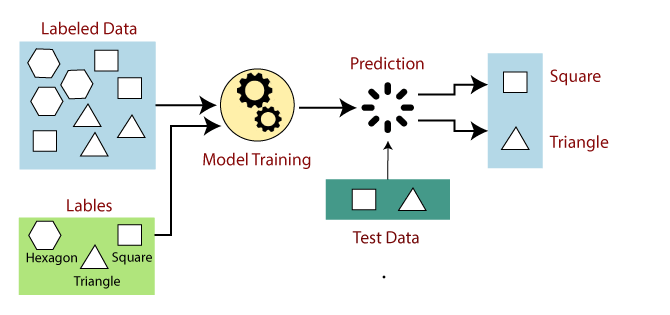 Labeled Data
Prediction
Square
Model Training
Triangle
Lables
Hexagon
Square
Triangle
Test Data
.